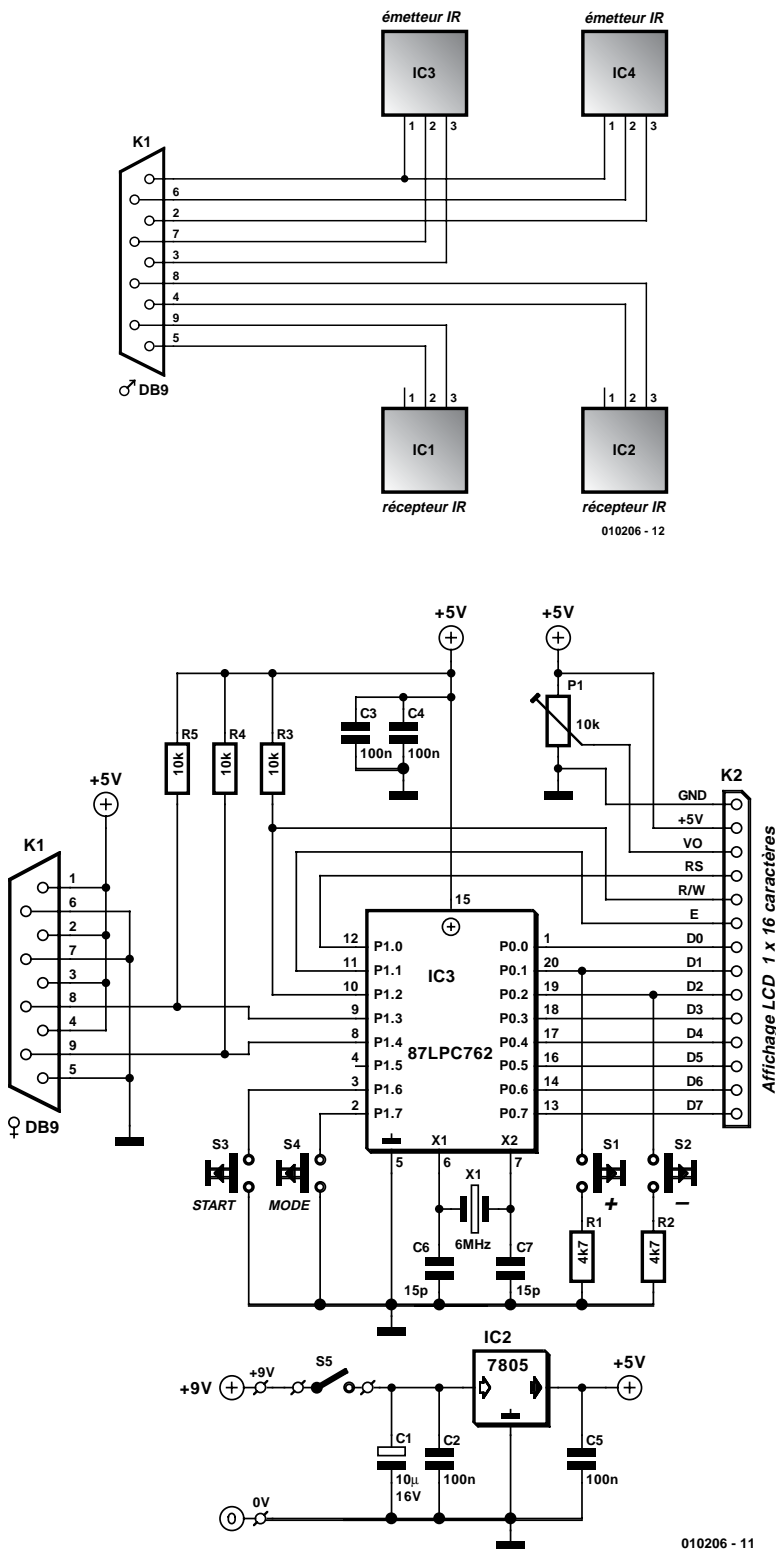 émetteur IR émetteur IR
IC3 IC4
1 2 3 1 2 3
K1
6
2
7
3
8
4
9
5
♂ DB9
1 2 3 1 2 3
IC1 IC2
récepteur IR récepteur IR
010206 - 12
+5V +5V
P1
10k
R5 R4 R3 C3 C4
10k 10k 10k 100n 100n
+5V
K2
GND
+5V
VO
RS
R/W
E
D0
D1
D2
D3
D4
D5
D6
D7
Affichage LCD 1 x 16 caractères
K1
1
6
2
7
3
8
4
9
5
♀ DB9
15
IC3
87LPC762
12 P1.0 P0.0 1
11 P1.1 P0.1 20
10 P1.2 P0.2 19
9 P1.3 P0.3 18
8 P1.4 P0.4 17
4 P1.5 P0.5 16
3 P1.6 P0.6 14
2 P1.7 P0.7 13
X1 X2
5 6 7
S3 S4 S1 S2
START MODE + –
X1
6MHz
R1 R2
4k7 4k7
C6 C7
15p 15p
IC2
7805
+9V +9V S5 +5V
C1 C2 C5
10µ 100n 100n
16V
0 0V
010206 - 11